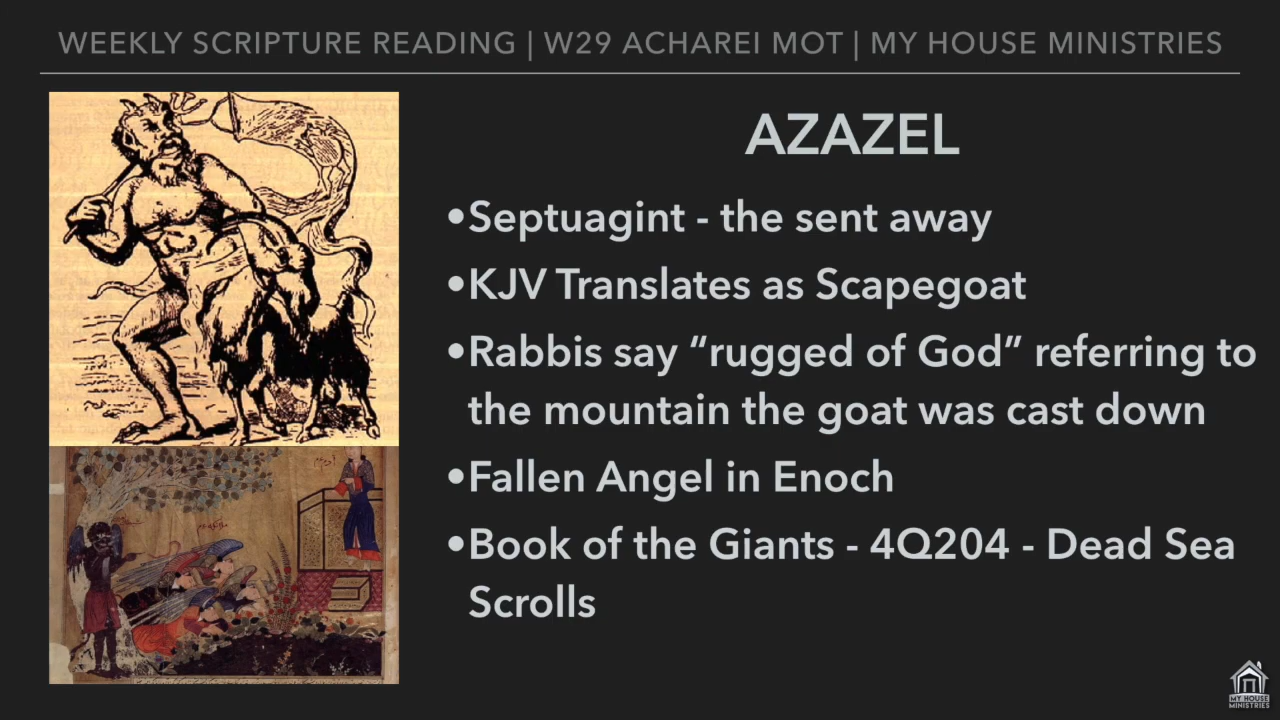 WEEKLY SCRIPTURE READING | W29 ACHAREI MOT | MY HOUSE MINISTRIES
AZAZEL
•Septuagint - the sent away
•KJV Translates as Scapegoat
•Rabbis say “rugged of God” referring to
the mountain the goat was cast down
•Fallen Angel in Enoch
•Book of the Giants - 4Q204 - Dead Sea
Scrolls
MY HOUSE
MINISTRIES